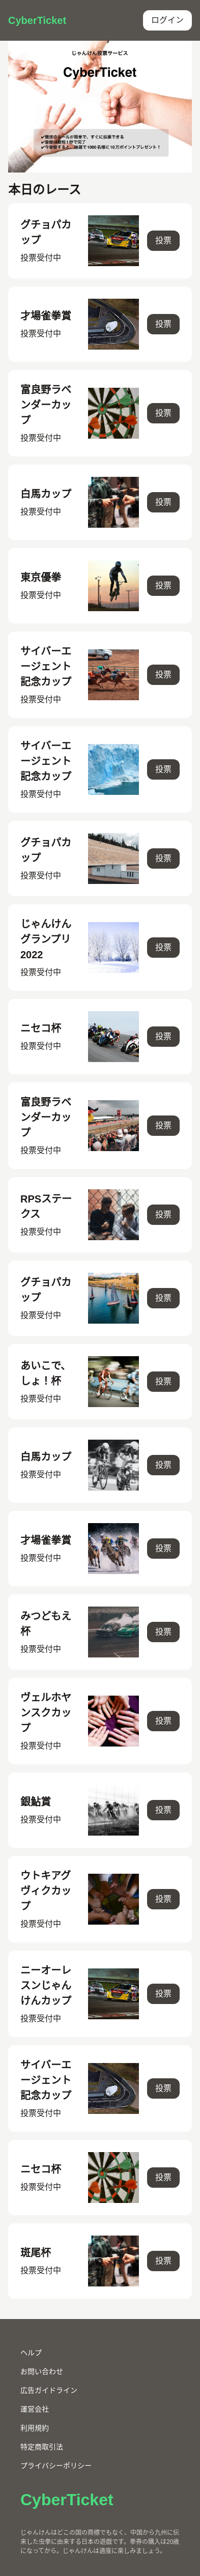 CyberTicket
ログイン
じゃんけん投票サービス
CyberTicket
✔競技のルールが簡単で、すぐに投票できる
✔登録は最短1分で完了
✔今登録すると、抽選で1000名様に10万ポイントプレゼント！
本日のレース
グチョパカ
ップ
投票受付中
投票
才場雀拳賞
投票受付中
投票
富良野ラベ
ンダーカッ
プ
投票受付中
投票
白馬カップ
投票受付中
投票
東京優拳
投票受付中
投票
サイバーエ
ージェント
記念カップ
投票受付中
投票
サイバーエ
ージェント
記念カップ
投票受付中
投票
グチョパカ
ップ
投票受付中
投票
じゃんけん
グランプリ
2022
投票受付中
投票
ニセコ杯
投票受付中
投票
富良野ラベ
ンダーカッ
プ
投票受付中
投票
RPSステー
クス
投票受付中
投票
グチョパカ
ップ
投票受付中
投票
あいこで、
しょ！杯
投票受付中
投票
白馬カップ
投票受付中
投票
才場雀拳賞
投票受付中
投票
みつどもえ
杯
投票受付中
投票
ヴェルホヤ
ンスクカッ
プ
投票受付中
投票
銀鮎賞
投票受付中
投票
ウトキアグ
ヴィクカッ
プ
投票受付中
投票
ニーオーレ
スンじゃん
けんカップ
投票受付中
投票
サイバーエ
ージェント
記念カップ
投票受付中
投票
ニセコ杯
投票受付中
投票
斑尾杯
投票受付中
投票
ヘルプ
お問い合わせ
広告ガイドライン
運営会社
利用規約
特定商取引法
プライバシーポリシー
CyberTicket
じゃんけんはどこの国の商標でもなく、中国から九州に伝
来した虫拳に由来する日本の遊戯です。拳券の購入は20歳
になってから。じゃんけんは適度に楽しみましょう。